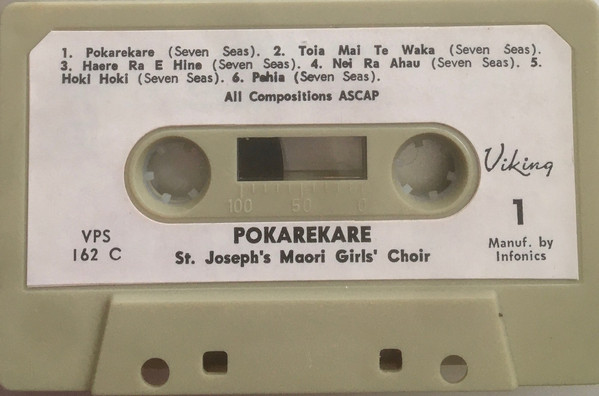 1. Pokarekare (Seven Seas). 2. Toia Mai Te Waka (Seven Seas).
3. Haere Ra E Hine (Seven Seas). 4. Nei Ra Ahau (Seven Seas). 5.
Hoki Hoki (Seven Seas). 6. Pahia (Seven Seas).
All Compositions ASCAP
Viking
100 50 0
1
VPS
162 C
POKAREKARE
St. Joseph's Maori Girls' Choir
Manuf. by
Infonics